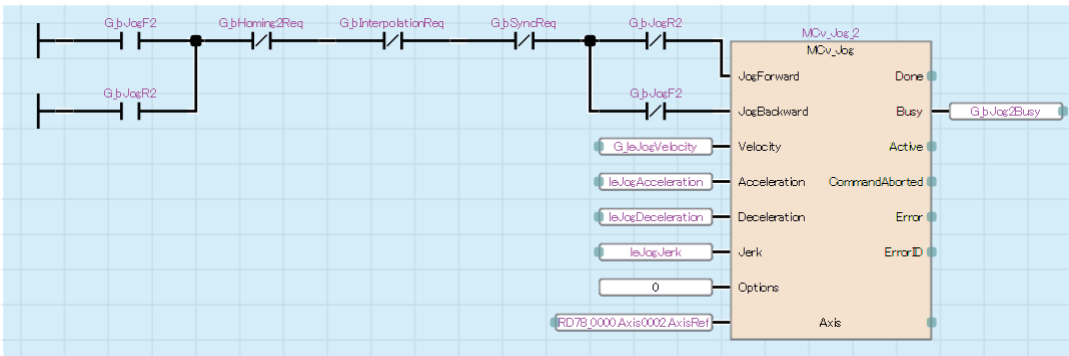 G_bJogF2
G_bHoming2Req
G_bInterpolationReq
G_bSyncReq
G_bJogR2
MCv_Jog_2
MCv_Jog
JogForward
Done
G_bJogR2
G_bJogF2
JogBackward
Busy
G_bJog2Busy
G_leJogVelocity
Velocity
Active
leJogAcceleration
Acceleration
CommandAborted
leJogDeceleration
Deceleration
Error
leJogJerk
Jerk
ErrorID
0
Options
RD78_0000.Axis0002.AxisRef
Axis